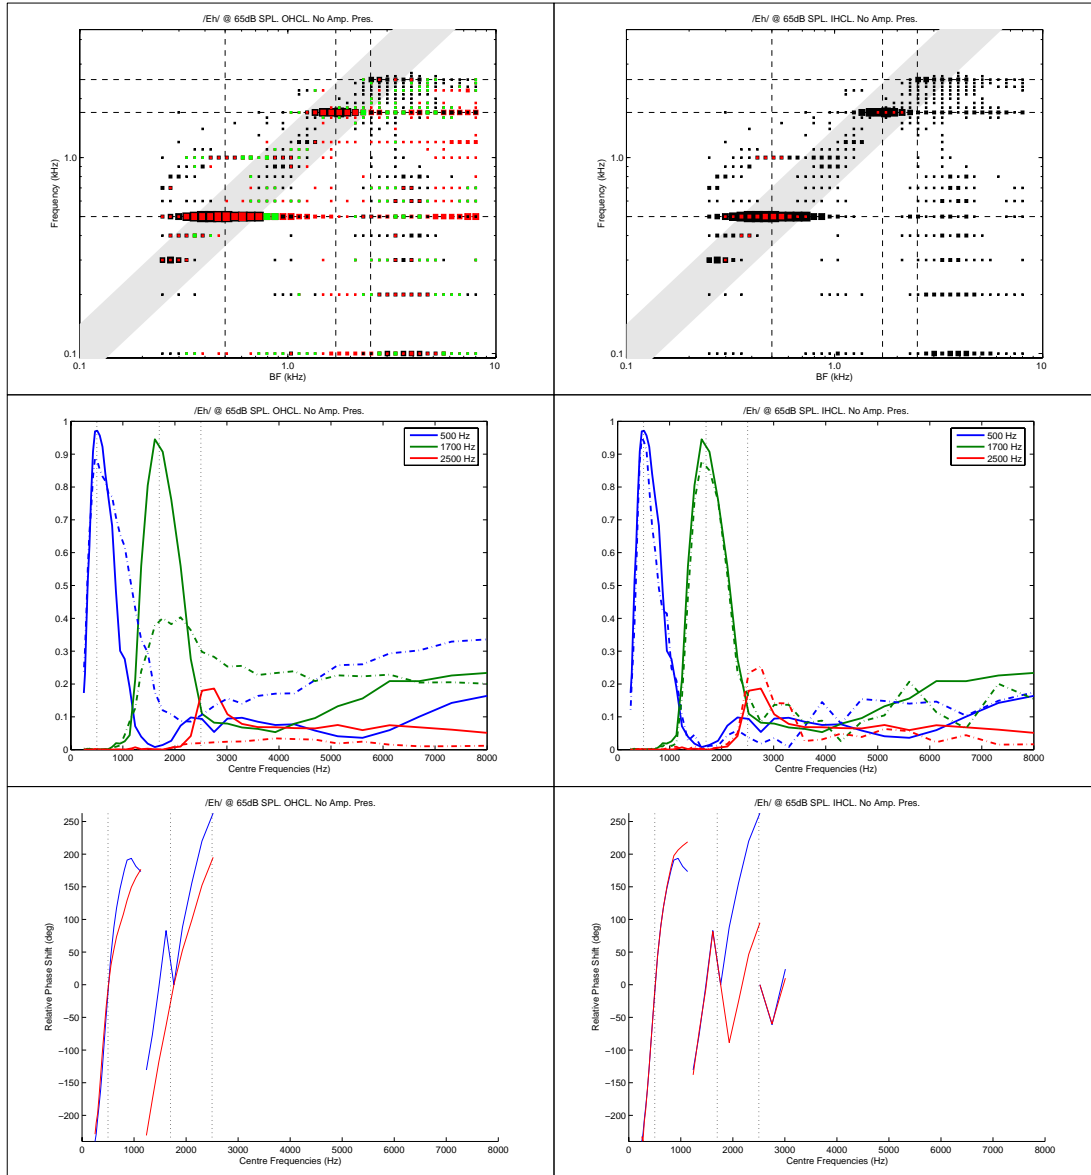 /Eh/ @ 65dB SPL. OHCL. No Amp. Pres.
Frequency (kHz)
1.0
0.1
0.1
1
10
BF (kHz)
/Eh/ @ 65dB SPL. IHCL. No Amp. Pres.
Frequency (kHz)
1.0
0.1
0.1
1
10
BF (kHz)
/Eh/ @ 65dB SPL. OHCL. No Amp. Pres.
500 Hz
1700 Hz
2500 Hz
1
0.9
0.8
0.7
0.6
0.5
0.4
0.3
0.2
0.1
0
0 1000 2000 3000 4000 5000 6000 7000 8000
Centre Frequencies (Hz)
/Eh/ @ 65dB SPL. IHCL. No Amp. Pres.
500 Hz
1700 Hz
2500 Hz
1
0.9
0.8
0.7
0.6
0.5
0.4
0.3
0.2
0.1
0
0 1000 2000 3000 4000 5000 6000 7000 8000
Centre Frequencies (Hz)
/Eh/ @ 65dB SPL. OHCL. No Amp. Pres.
Relative Phase Shift (deg)
250
200
150
100
50
0
−50
−100
−150
−200
0 1000 2000 3000 4000 5000 6000 7000 8000
Centre Frequencies (Hz)
/Eh/ @ 65dB SPL. IHCL. No Amp. Pres.
Relative Phase Shift (deg)
250
200
150
100
50
0
−50
−100
−150
−200
0 1000 2000 3000 4000 5000 6000 7000 8000
Centre Frequencies (Hz)